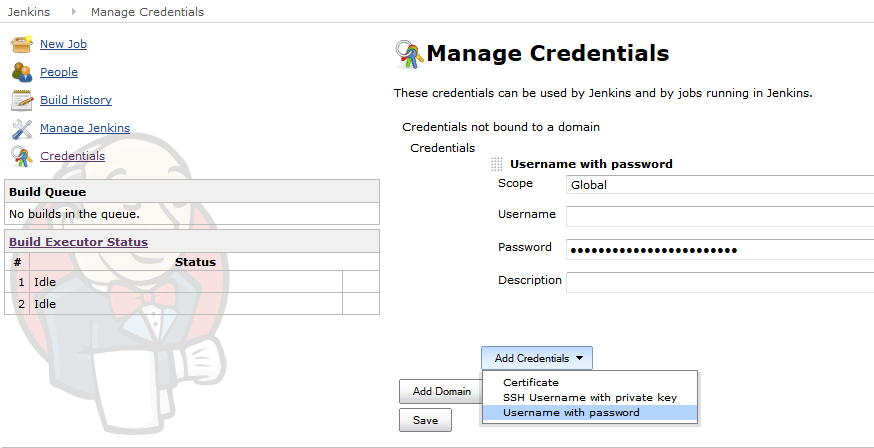 Jenkins Manage Credentials
New Job
People
Build History
Manage Jenkins
Credentials
Build Queue
No builds in the queue.
Build Executor Status
# Status
1 Idle
2 Idle
Manage Credentials
These credentials can be used by Jenkins and by jobs running in Jenkins.
Credentials not bound to a domain
Credentials
Username with password
Scope Global
Username
Password ••••••••••••••••••••••••
Description
Add Credentials
Certificate
SSH Username with private key
Username with password
Add Domain
Save